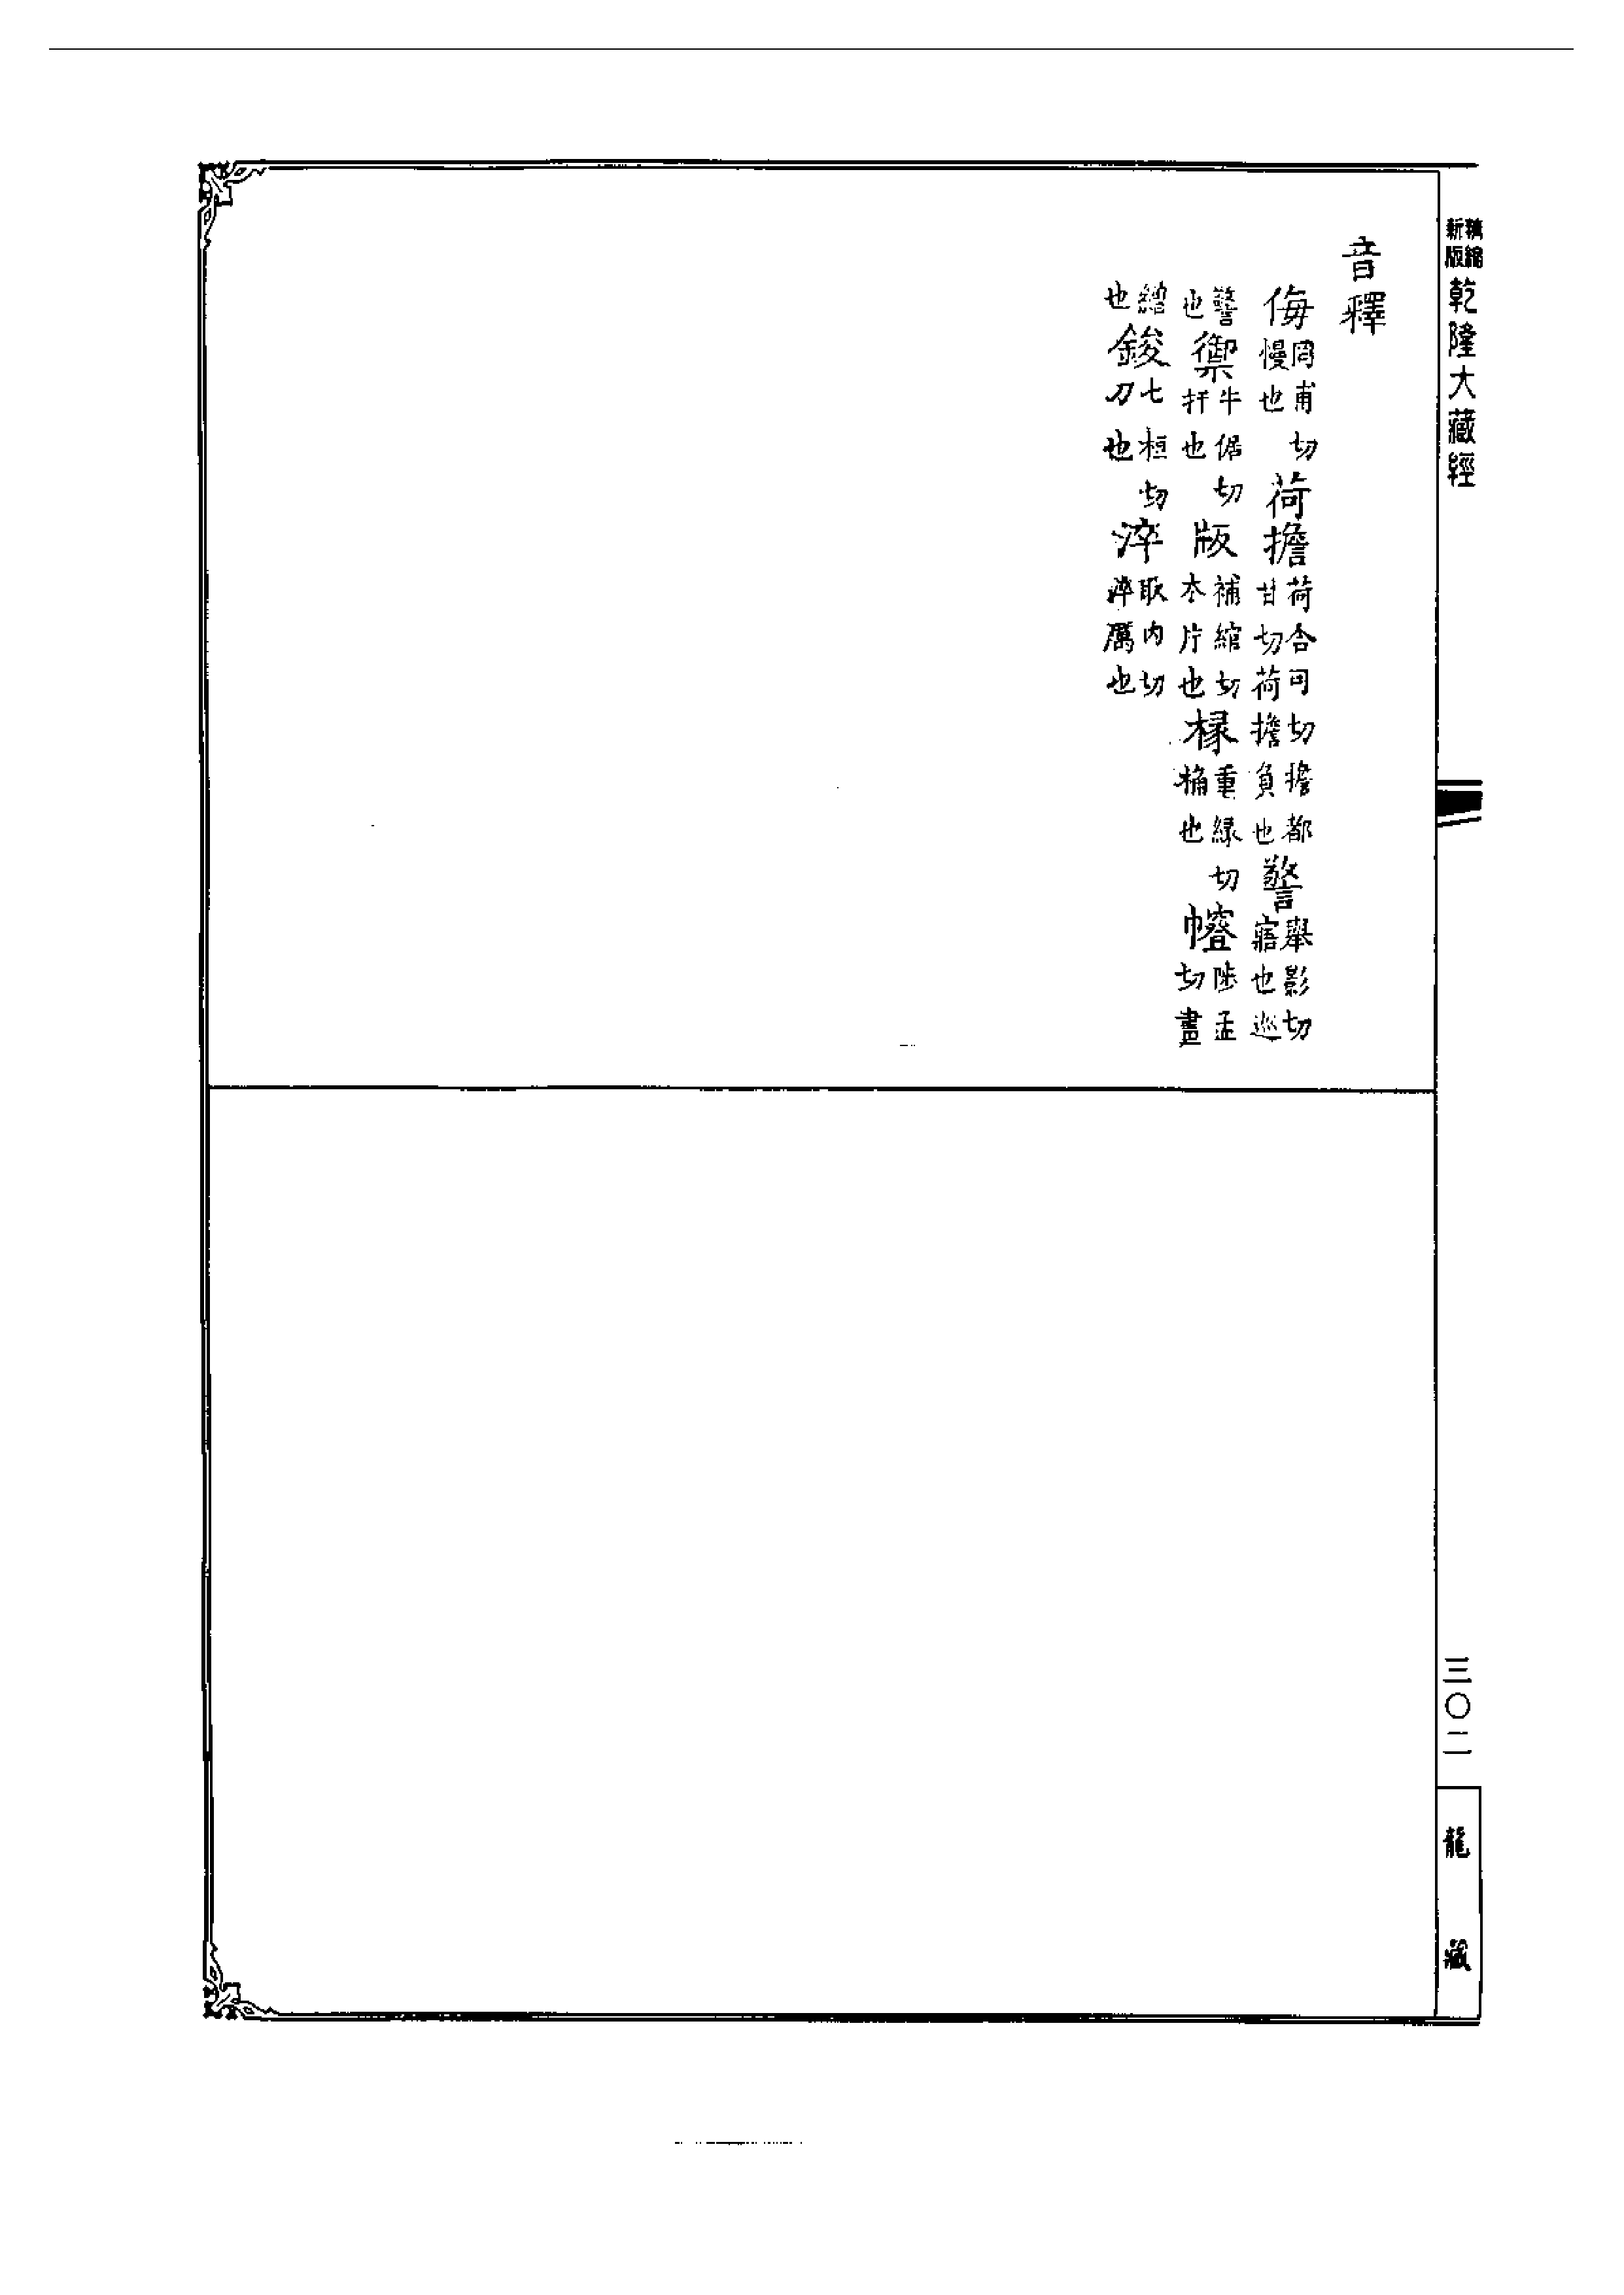 精縮新版 乾隆大藏經
音釋
侮罔甫切慢也荷擔荷合可切擔都甘切荷擔負也警舉影切寤也巡
警也禦牛倨切扞也版補綰切木片也椽重緣切桷也陟孟切畫
繒也鋑七桓切刀也淬取內切淬厲也
三〇二
龍藏